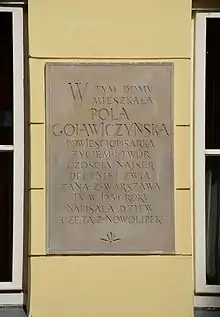 W TYM DOMU
MIESZKAŁA
POLA
GOJAWICZYŃSKA
POWIEŚCIOPISARKA
ŻYCIEM I TWÓR
CZOŚCIĄ NAJSER
DECZNIEJ ZWIĄ
ZANA Z WARSZAWĄ
TU W 1934 ROKU
NAPISAŁA DZIEW
CZĘTA Z NOWOLIPEK